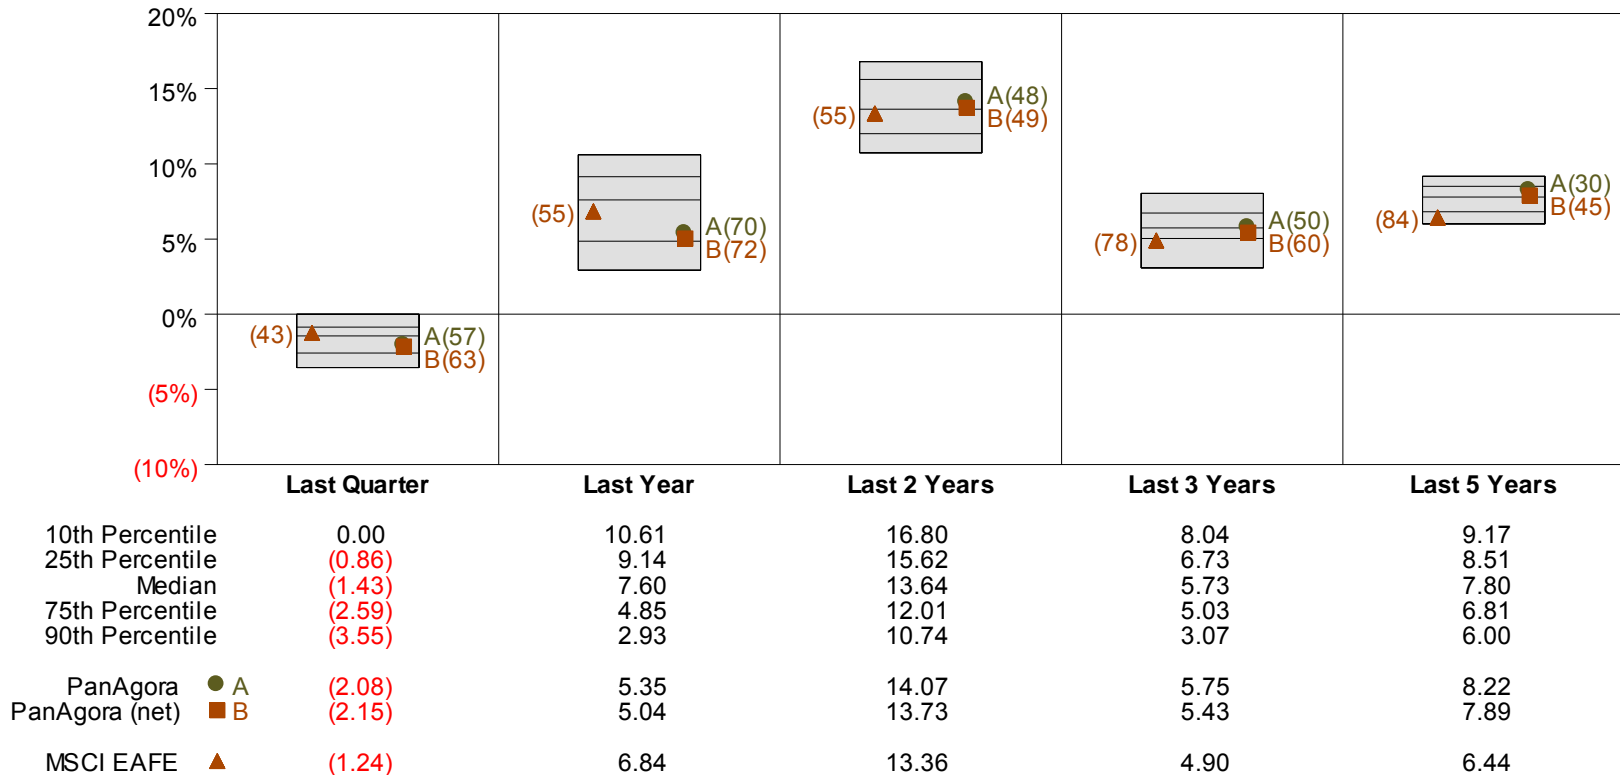 20%
15%
10%
5%
0%
(5%)
(10%)
(43)
A(57)
B(63)
(55)
A(70)
B(72)
(55)
A(48)
B(49)
(78)
A(50)
B(60)
(84)
A(30)
B(45)
Last Quarter Last Year Last 2 Years Last 3 Years Last 5 Years
10th Percentile 0.00 10.61 16.80 8.04 9.17
25th Percentile (0.86) 9.14 15.62 6.73 8.51
Median (1.43) 7.60 13.64 5.73 7.80
75th Percentile (2.59) 4.85 12.01 5.03 6.81
90th Percentile (3.55) 2.93 10.74 3.07 6.00
PanAgora A (2.08) 5.35 14.07 5.75 8.22
PanAgora (net) B (2.15) 5.04 13.73 5.43 7.89
MSCI EAFE (1.24) 6.84 13.36 4.90 6.44